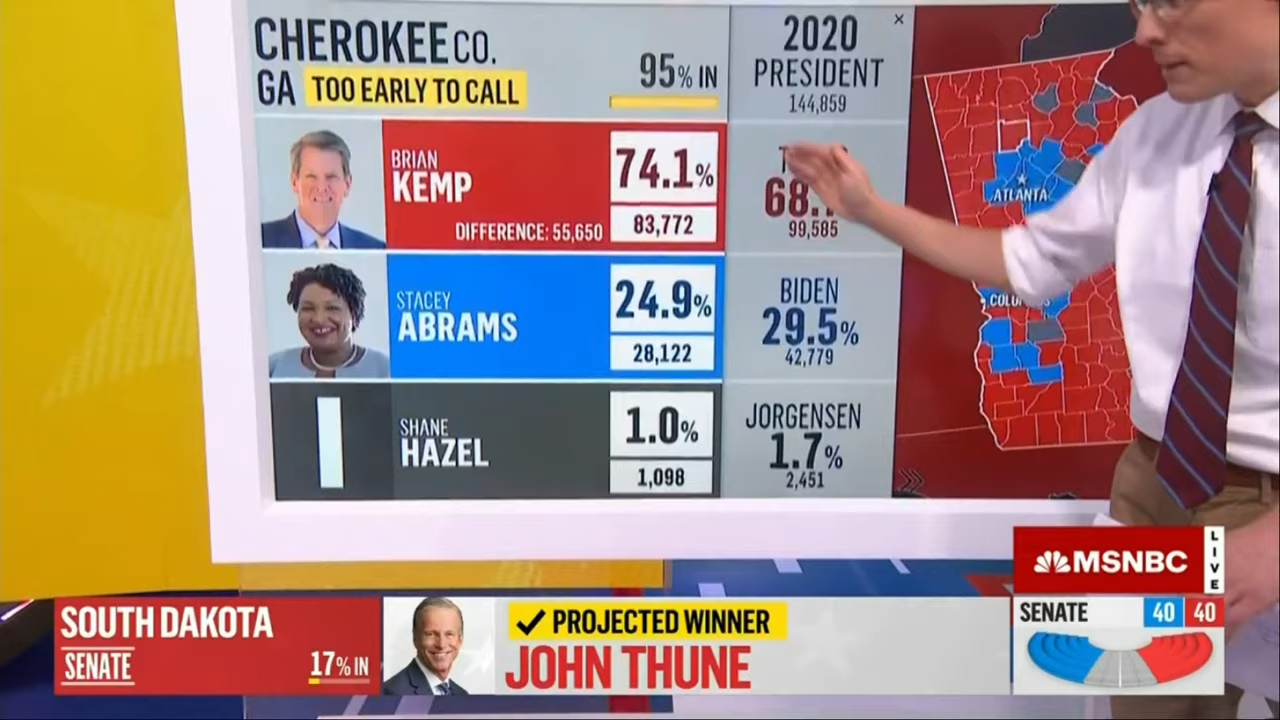 CHEROKEE CO.
GA TOO EARLY TO CALL
95% IN
BRIAN
KEMP
DIFFERENCE: 55,650
74.1%
83,772
STACEY
ABRAMS
24.9%
28,122
SHANE
HAZEL
1.0%
1,098
2020
PRESIDENT
144,859
68.
99,585
BIDEN
29.5%
42,779
JORGENSEN
1.7%
2,451
×
ATLANTA
MSNBC
LIVE
SOUTH DAKOTA
SENATE
17% IN
PROJECTED WINNER
JOHN THUNE
SENATE 40 40